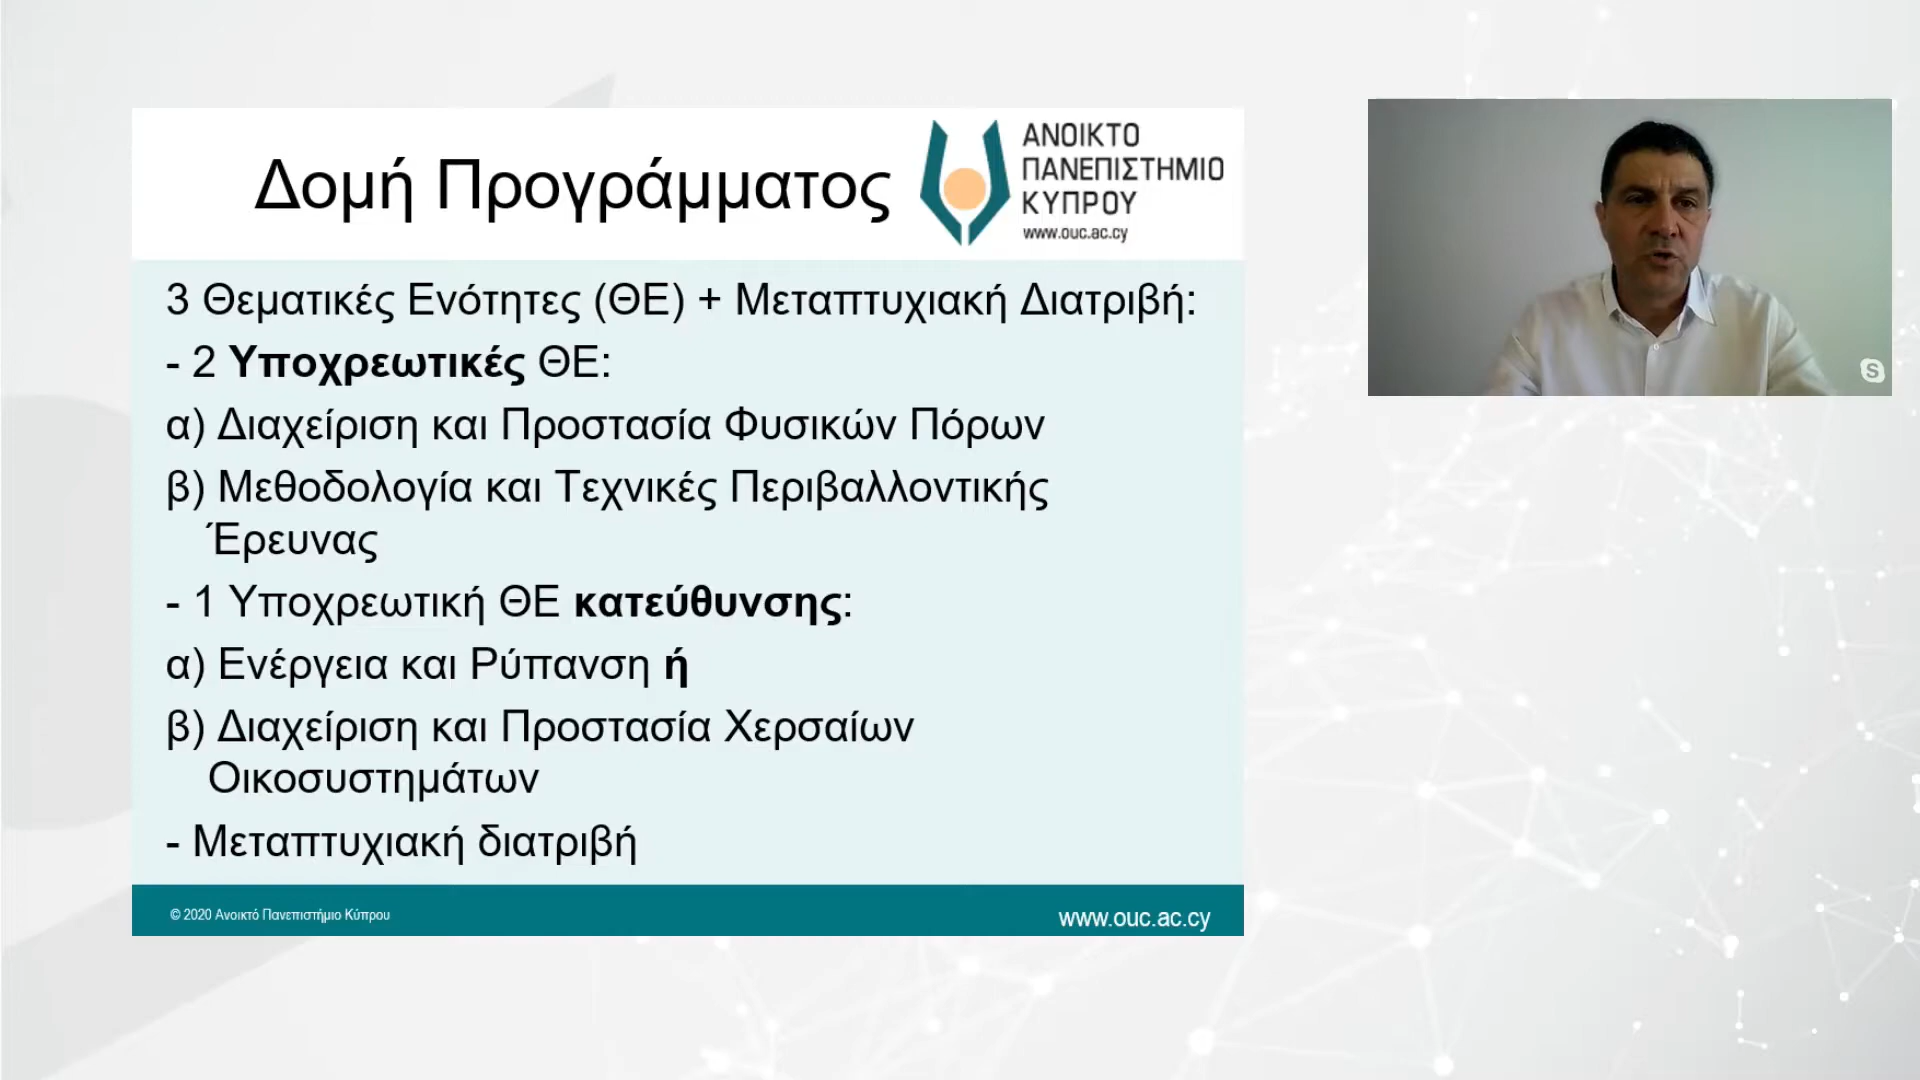 Δομή Προγράμματος
ΑΝΟΙΚΤΟ
ΠΑΝΕΠΙΣΤΗΜΙΟ
ΚΥΠΡΟΥ
www.ouc.ac.cy
3 Θεματικές Ενότητες (ΘΕ) + Μεταπτυχιακή Διατριβή:
- 2 Υποχρεωτικές ΘΕ:
α) Διαχείριση και Προστασία Φυσικών Πόρων
β) Μεθοδολογία και Τεχνικές Περιβαλλοντικής
Έρευνας
- 1 Υποχρεωτική ΘΕ κατεύθυνσης:
α) Ενέργεια και Ρύπανση ή
β) Διαχείριση και Προστασία Χερσαίων
Οικοσυστημάτων
- Μεταπτυχιακή διατριβή
© 2020 Ανοικτό Πανεπιστήμιο Κύπρου
www.ouc.ac.cy
S